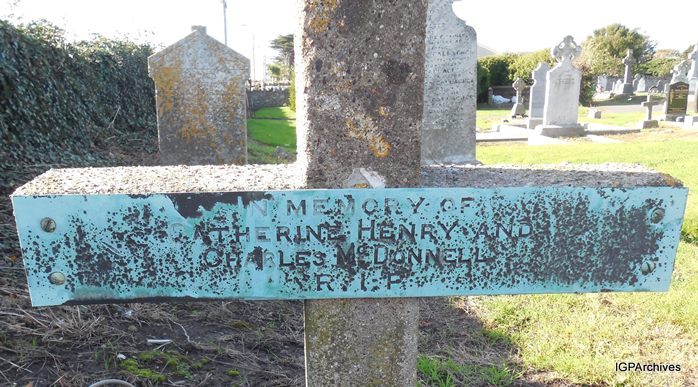 IN MEMORY OF
CATHERINE HENRY AND
CHARLES MCDONNELL
R.I.P.
IGPArchives